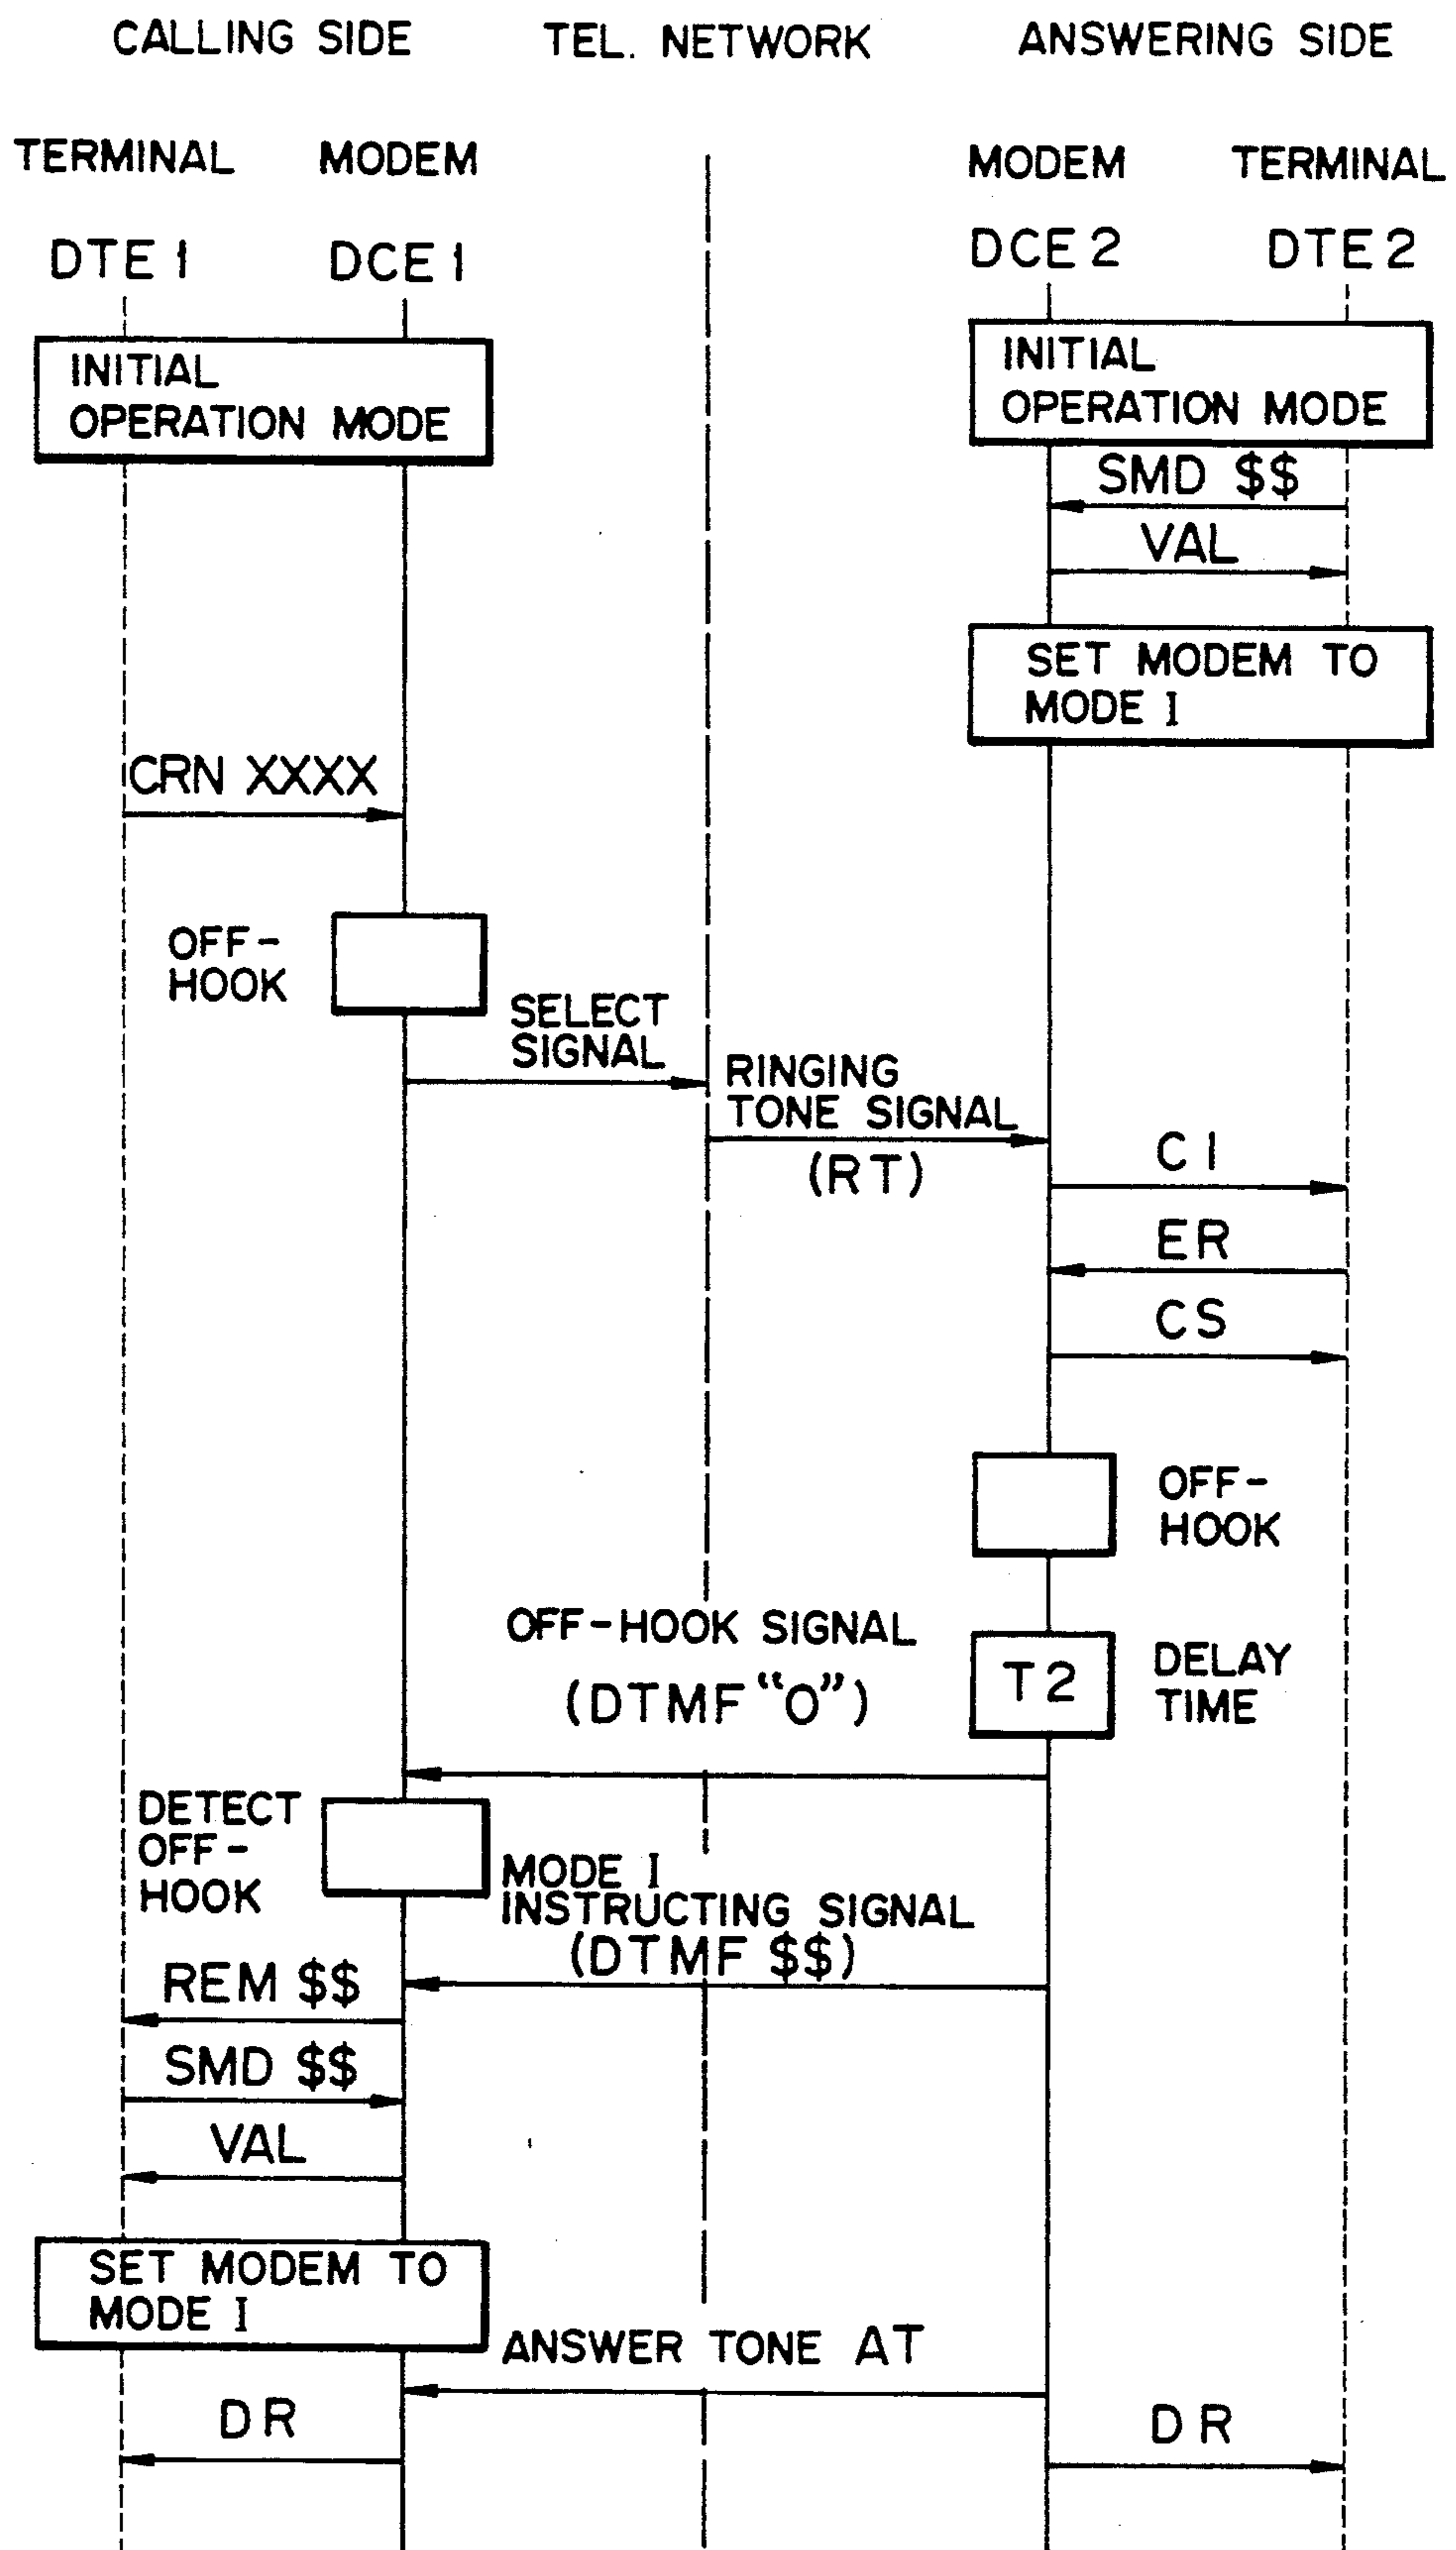 CALLING SIDE TEL. NETWORK ANSWERING SIDE
TERMINAL MODEM MODEM TERMINAL
DTE 1 DCE 1 DCE 2 DTE 2
INITIAL
OPERATION MODE
INITIAL
OPERATION MODE
SMD $$
VAL
SET MODEM TO
MODE I
CRN XXXX
OFF-
HOOK
SELECT
SIGNAL
RINGING
TONE SIGNAL
(RT)
CI
ER
CS
OFF-
HOOK
OFF-HOOK SIGNAL
(DTMF "0")
T2
DELAY
TIME
DETECT
OFF-
HOOK
MODE I
INSTRUCTING SIGNAL
(DTMF $$)
REM $$
SMD $$
VAL
SET MODEM TO
MODE I
ANSWER TONE AT
DR
DR